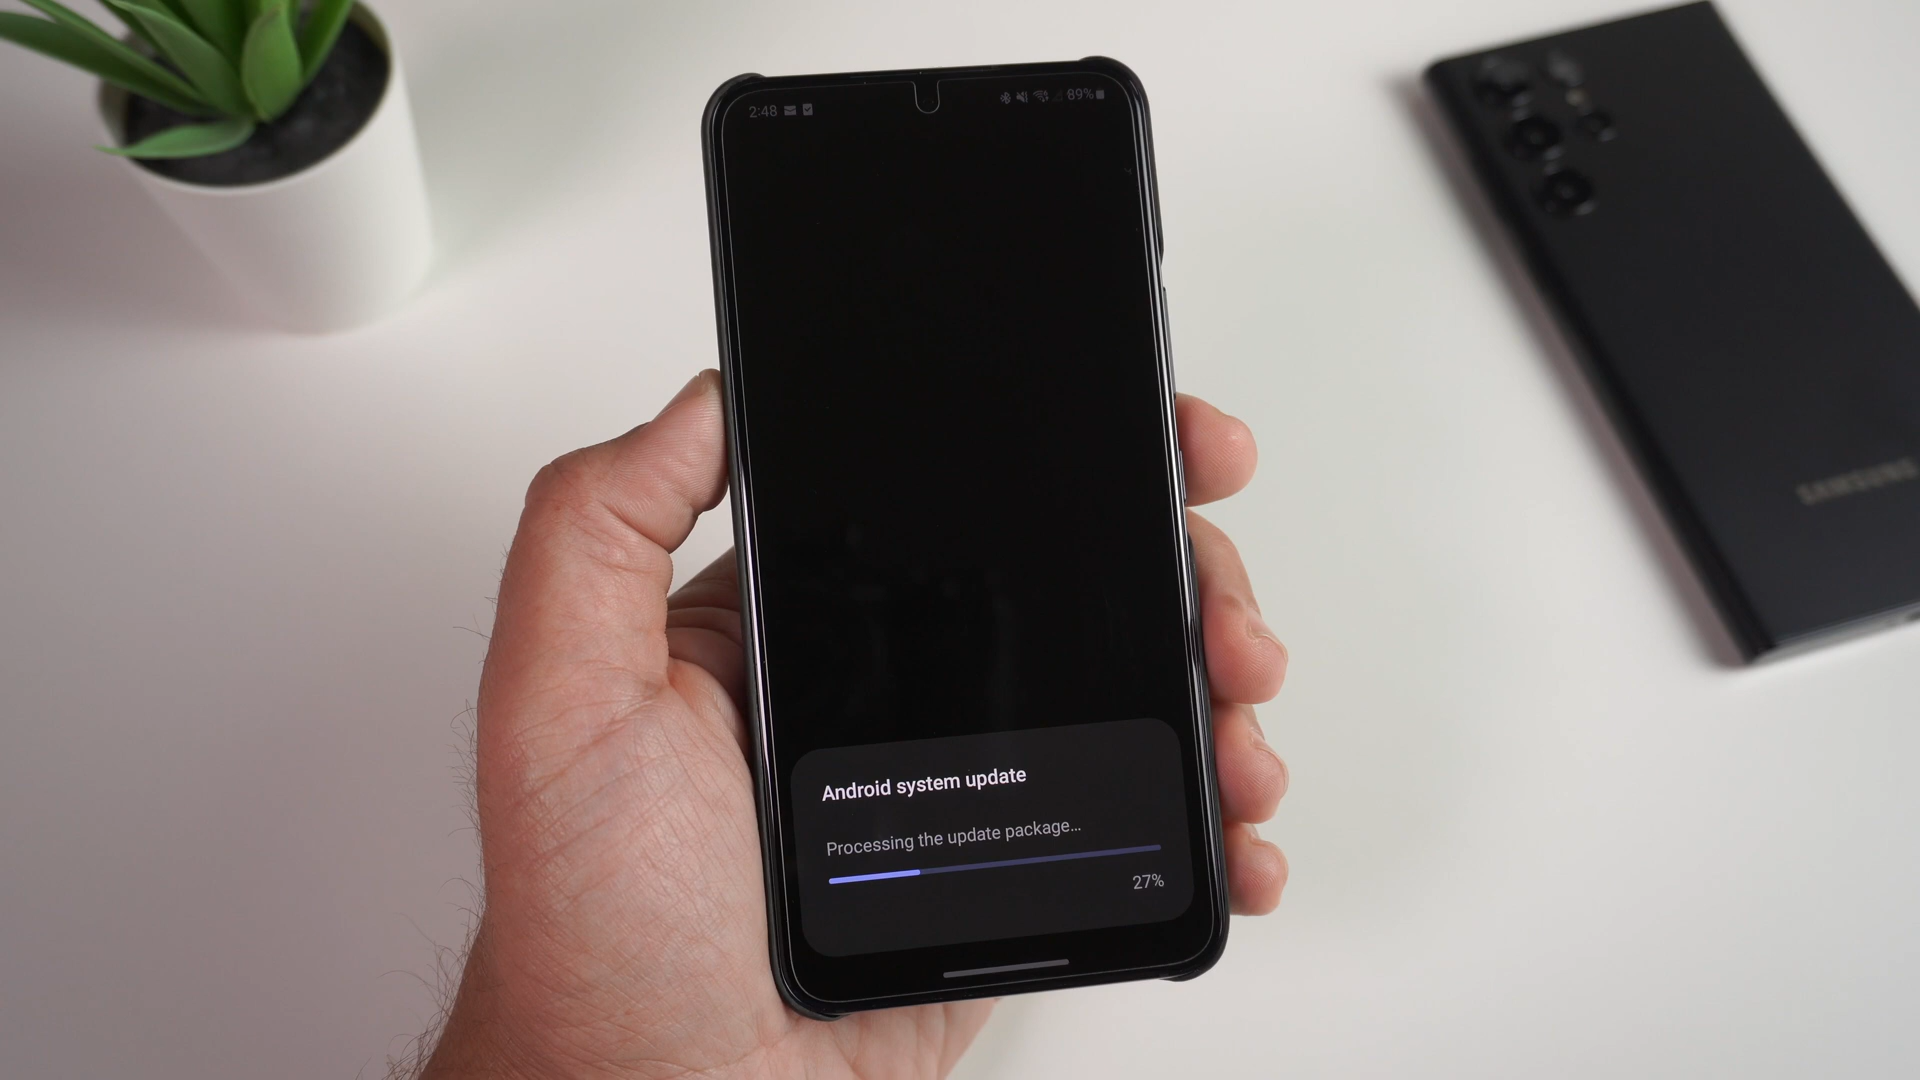 2:48
89%
SAMSUNG
Android system update
Processing the update package...
27%